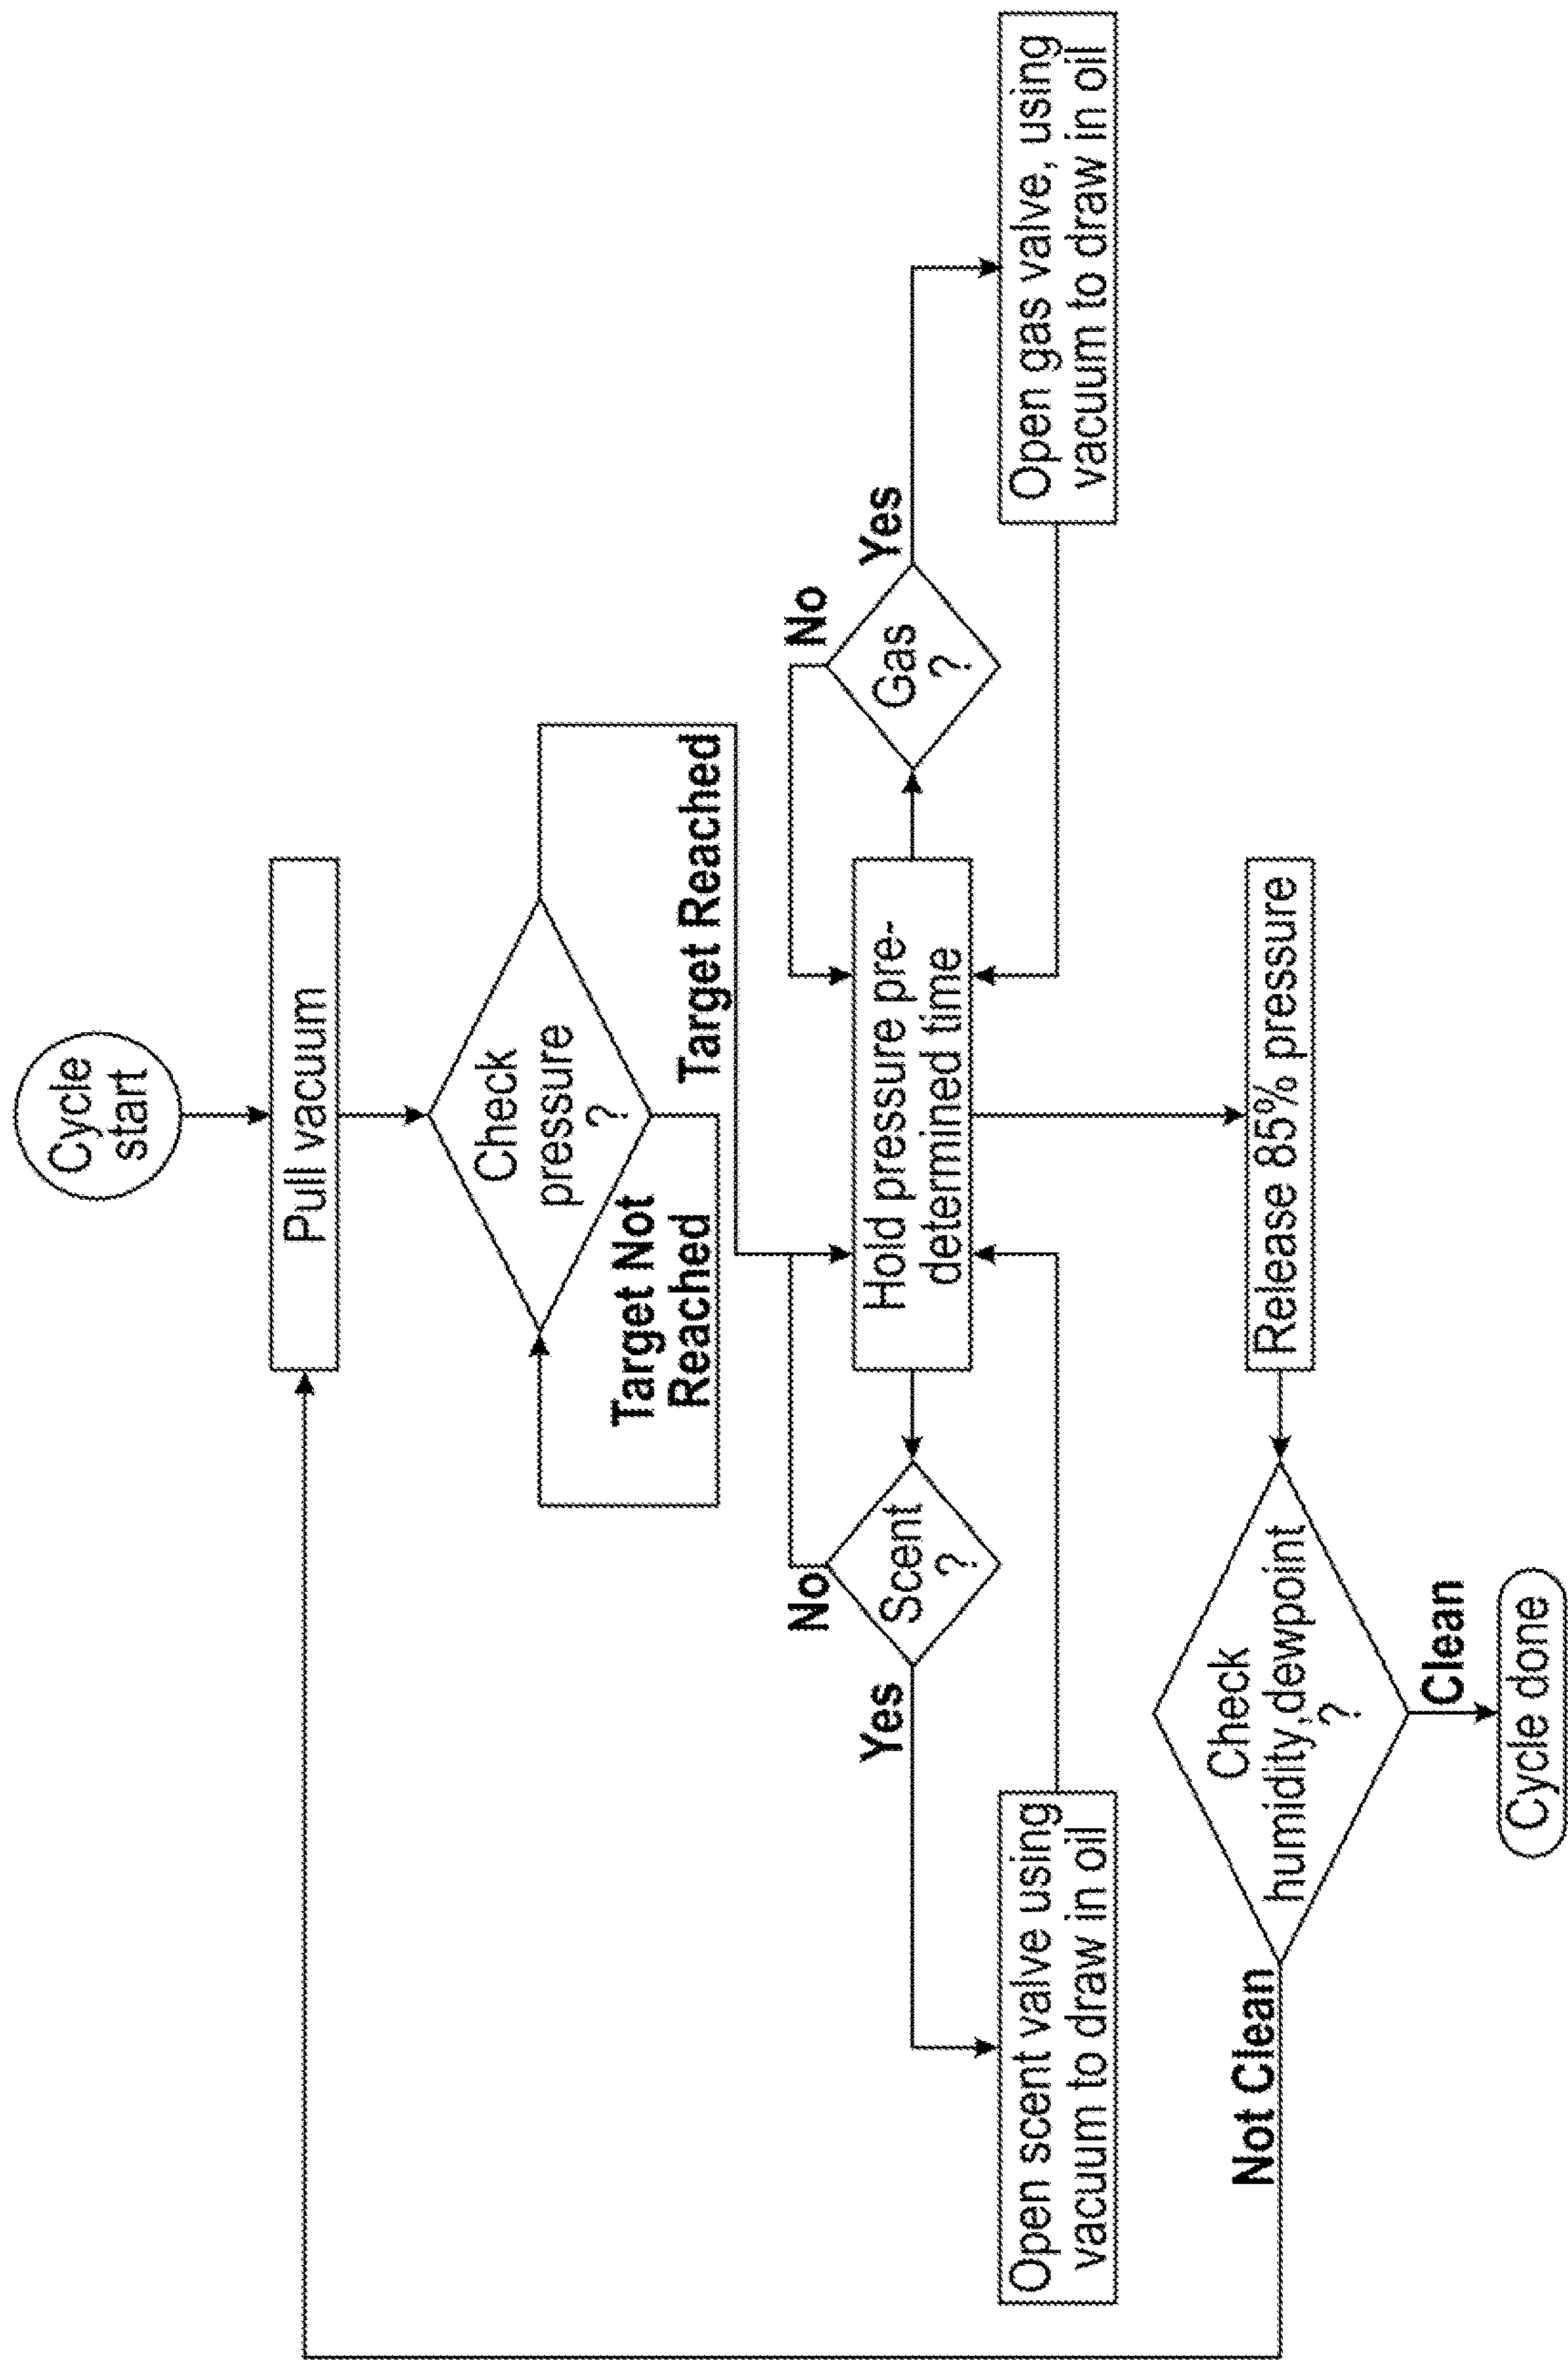 Cycle
start
Pull vacuum
Check
pressure
?
Target Not
Reached
Target Reached
No
Scent
?
Yes
Hold pressure pre-
determined time
No
Gas
?
Yes
Open scent valve using
vacuum to draw in oil
Open gas valve, using
vacuum to draw in oil
Release 85% pressure
Check
humidity,dewpoint
?
Not Clean
Clean
Cycle done